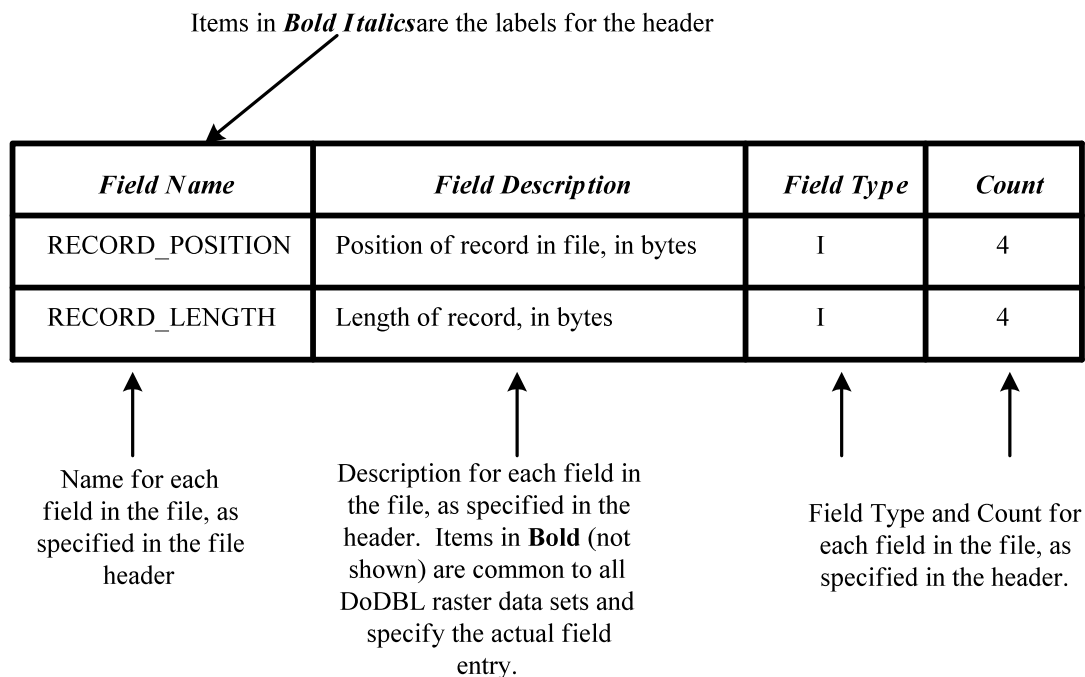 Items in Bold Italicsare the labels for the header
Field Name Field Description Field Type Count
RECORD_POSITION Position of record in file, in bytes I 4
RECORD_LENGTH Length of record, in bytes I 4
Name for each
field in the file, as
specified in the file
header
Description for each field in
the file, as specified in the
header. Items in Bold (not
shown) are common to all
DoDBL raster data sets and
specify the actual field
entry.
Field Type and Count for
each field in the file, as
specified in the header.